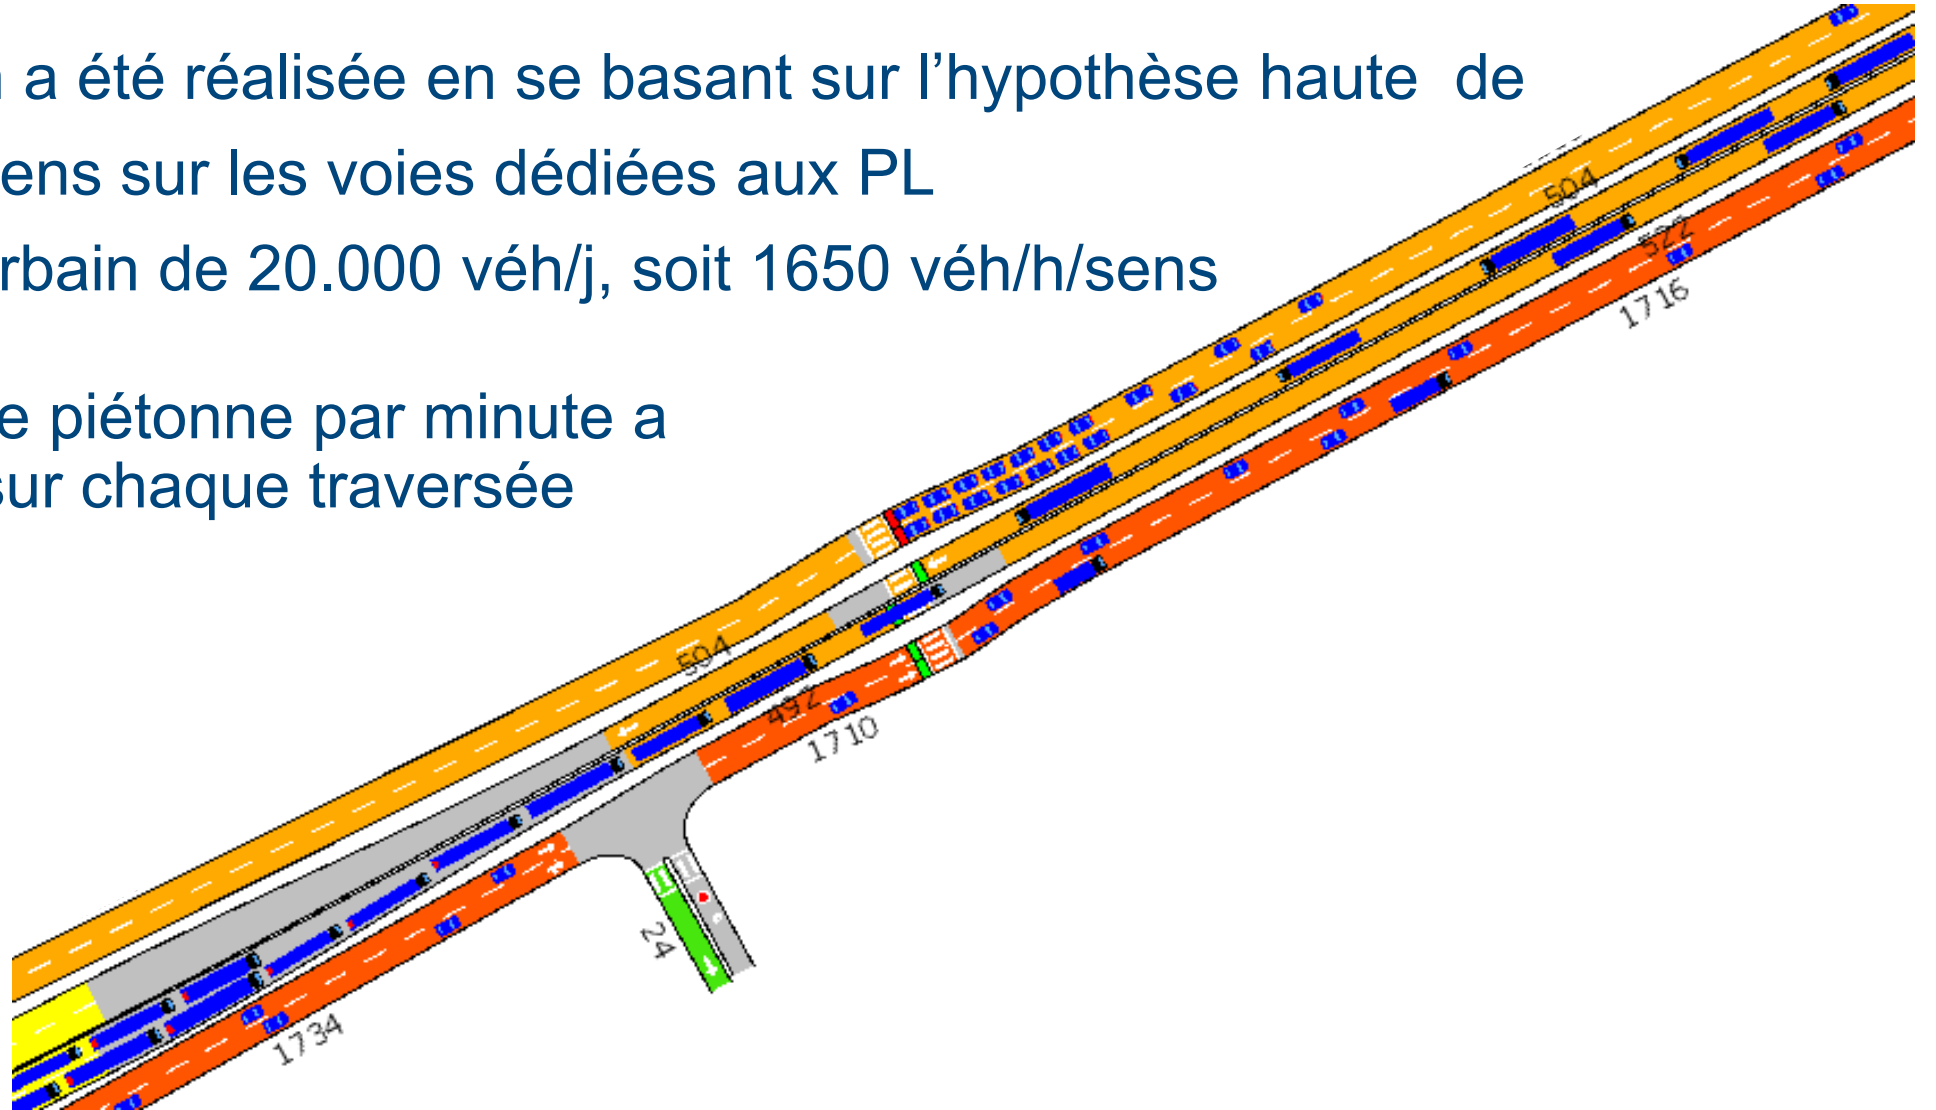 a été réalisée en se basant sur l’hypothèse haute de
ens sur les voies dédiées aux PL
rbain de 20.000 véh/j, soit 1650 véh/h/sens
e piétonne par minute a
sur chaque traversée
504
522
1716
504
492
1710
24
1734